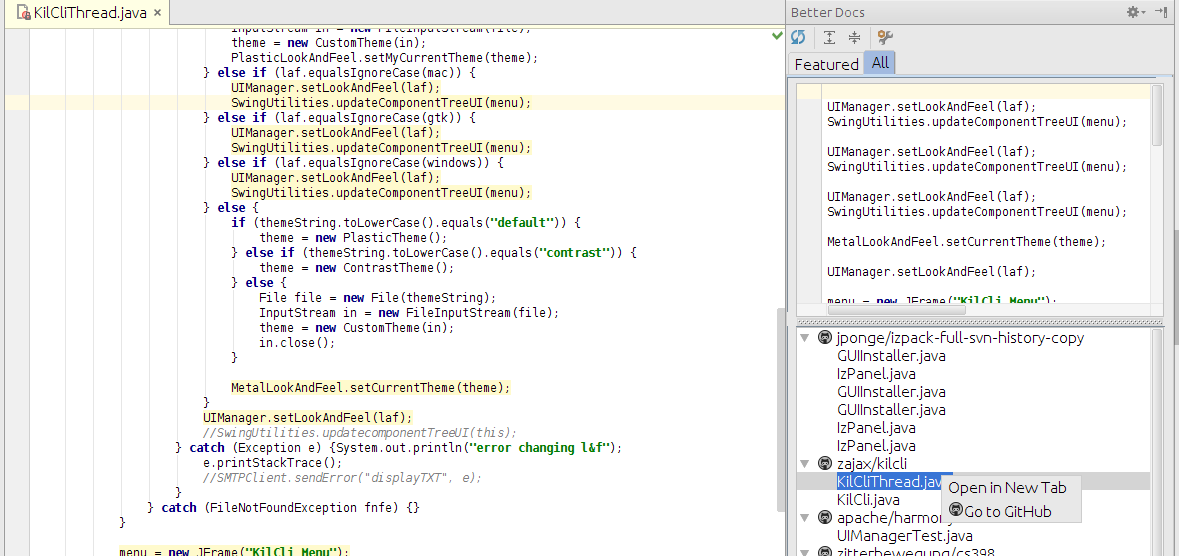 KilCliThread.java ×
InputStream in = new FileInputStream(file);
theme = new CustomTheme(in);
PlasticLookAndFeel.setMyCurrentTheme(theme);
} else if (laf.equalsIgnoreCase(mac)) {
UIManager.setLookAndFeel(laf);
SwingUtilities.updateComponentTreeUI(menu);
} else if (laf.equalsIgnoreCase(gtk)) {
UIManager.setLookAndFeel(laf);
SwingUtilities.updateComponentTreeUI(menu);
} else if (laf.equalsIgnoreCase(windows)) {
UIManager.setLookAndFeel(laf);
SwingUtilities.updateComponentTreeUI(menu);
} else {
if (themeString.toLowerCase().equals("default")) {
theme = new PlasticTheme();
} else if (themeString.toLowerCase().equals("contrast")) {
theme = new ContrastTheme();
} else {
File file = new File(themeString);
InputStream in = new FileInputStream(file);
theme = new CustomTheme(in);
in.close();
}
MetalLookAndFeel.setCurrentTheme(theme);
}
UIManager.setLookAndFeel(laf);
//SwingUtilities.updatecomponentTreeUI(this);
} catch (Exception e) {System.out.println("error changing l&f");
e.printStackTrace();
//SMTPClient.sendError("displayTXT", e);
}
} catch (FileNotFoundException fnfe) {}
}
menu = new JFrame("KilCli Menu");
Better Docs
Featured All
UIManager.setLookAndFeel(laf);
SwingUtilities.updateComponentTreeUI(menu);
UIManager.setLookAndFeel(laf);
SwingUtilities.updateComponentTreeUI(menu);
UIManager.setLookAndFeel(laf);
SwingUtilities.updateComponentTreeUI(menu);
MetalLookAndFeel.setCurrentTheme(theme);
UIManager.setLookAndFeel(laf);
menu = new JFrame("KilCli Menu");
jponge/izpack-full-svn-history-copy
GUIInstaller.java
IzPanel.java
GUIInstaller.java
GUIInstaller.java
IzPanel.java
IzPanel.java
zajax/kilcli
KilCliThread.jav
KilCli.java
apache/harmony
UIManagerTest.java
zitterbewegung/cs398
Open in New Tab
Go to GitHub